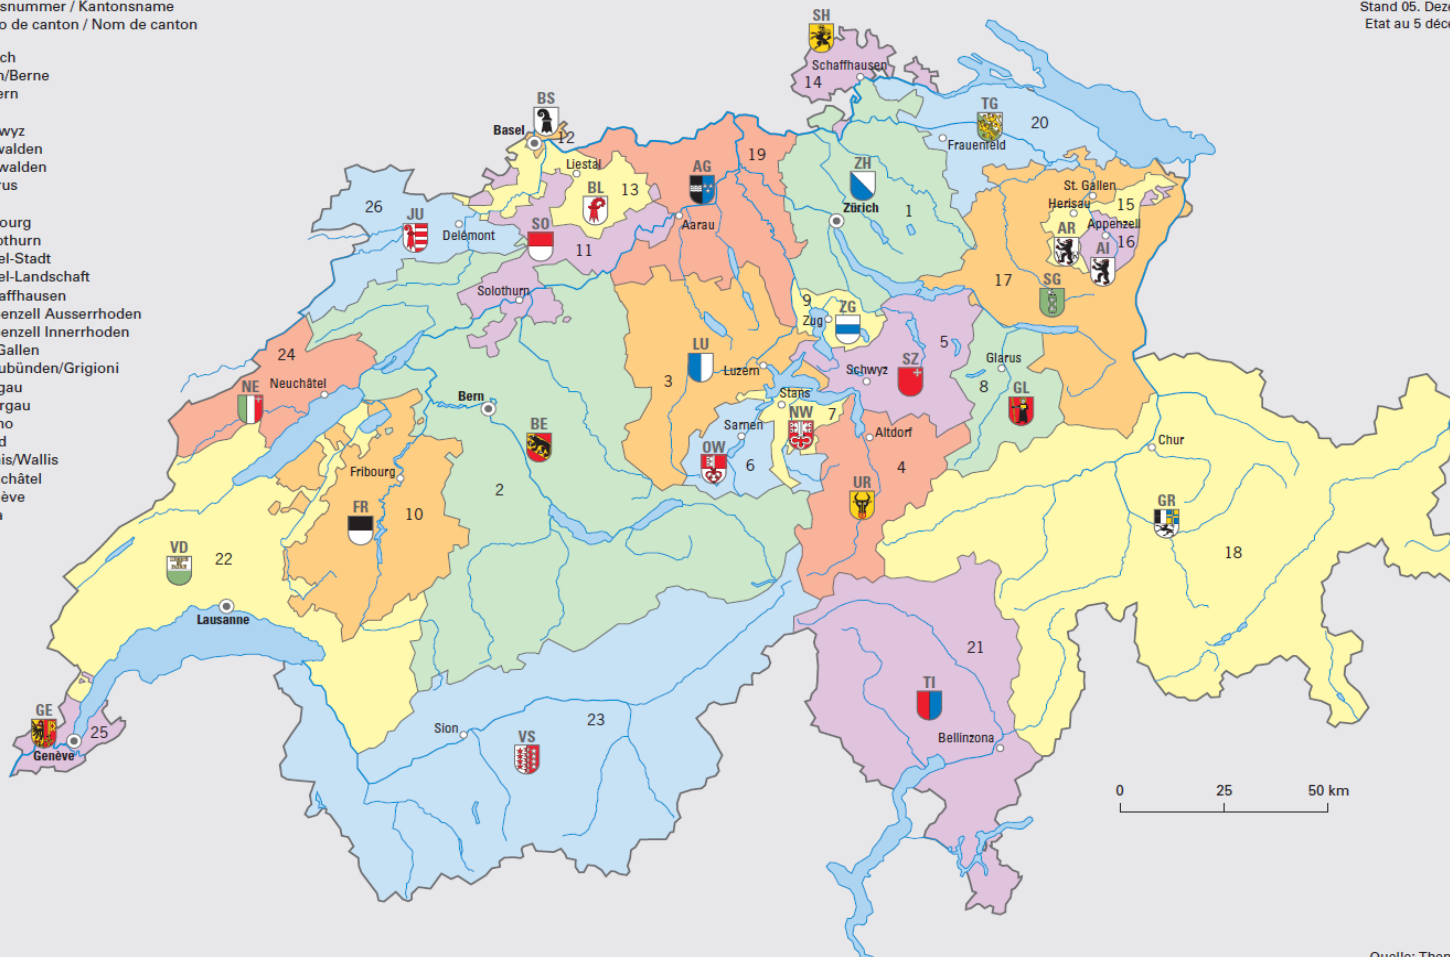 snummer / Kantonsname
o de canton / Nom de canton
ch
n/Berne
ern
wyz
walden
walden
rus
ourg
othurn
el-Stadt
el-Landschaft
affhausen
enzell Ausserrhoden
enzell Innerrhoden
Gallen
ubünden/Grigioni
gau
rgau
no
d
is/Wallis
châtel
ève
a
Stand 05. Deze
Etat au 5 déce
SH
Schaffhausen
14
BS
Basel
12
TG
20
Frauenfeld
19
AG
Aarau
ZH
Zürich
1
Liestal
BL
13
26
JU
Delémont
SO
11
Solothurn
St. Gallen
Herisau
15
AR
Appenzell
16
AI
17
SG
9
Zug
ZG
24
NE
Neuchâtel
LU
Luzern
3
5
SZ
Schwyz
Glarus
8
GL
Bern
BE
2
Stans
NW
7
Sarnen
OW
6
Altdorf
4
UR
Chur
GR
18
Fribourg
FR
10
VD
22
Lausanne
21
TI
Bellinzona
GE
25
Genève
Sion
23
VS
0 25 50 km
Quelle: Them